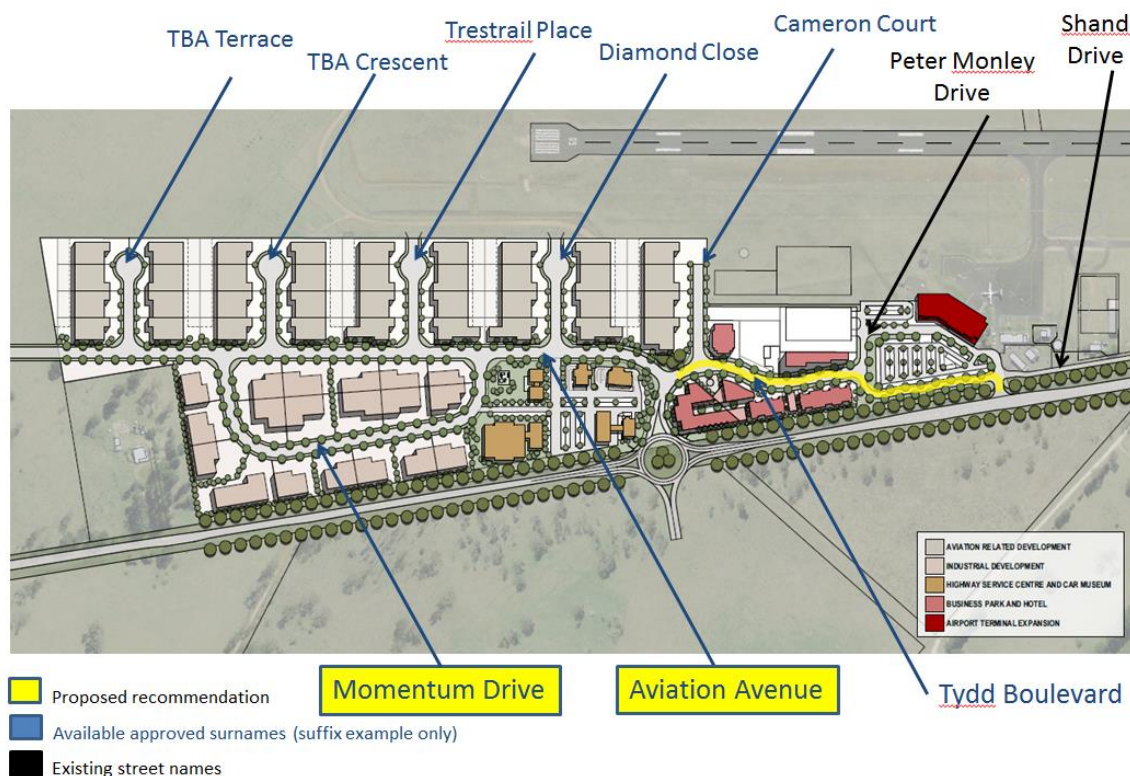 TBA Terrace
TBA Crescent
Trestrail Place
Diamond Close
Cameron Court
Peter Monley
Drive
Shand
Drive
AVIATION RELATED DEVELOPMENT
INDUSTRIAL DEVELOPMENT
HIGHWAY SERVICE CENTRE AND CAR MUSEUM
BUSINESS PARK AND HOTEL
AIRPORT TERMINAL EXPANSION
Momentum Drive
Aviation Avenue
Tydd Boulevard
Proposed recommendation
Available approved surnames (suffix example only)
Existing street names